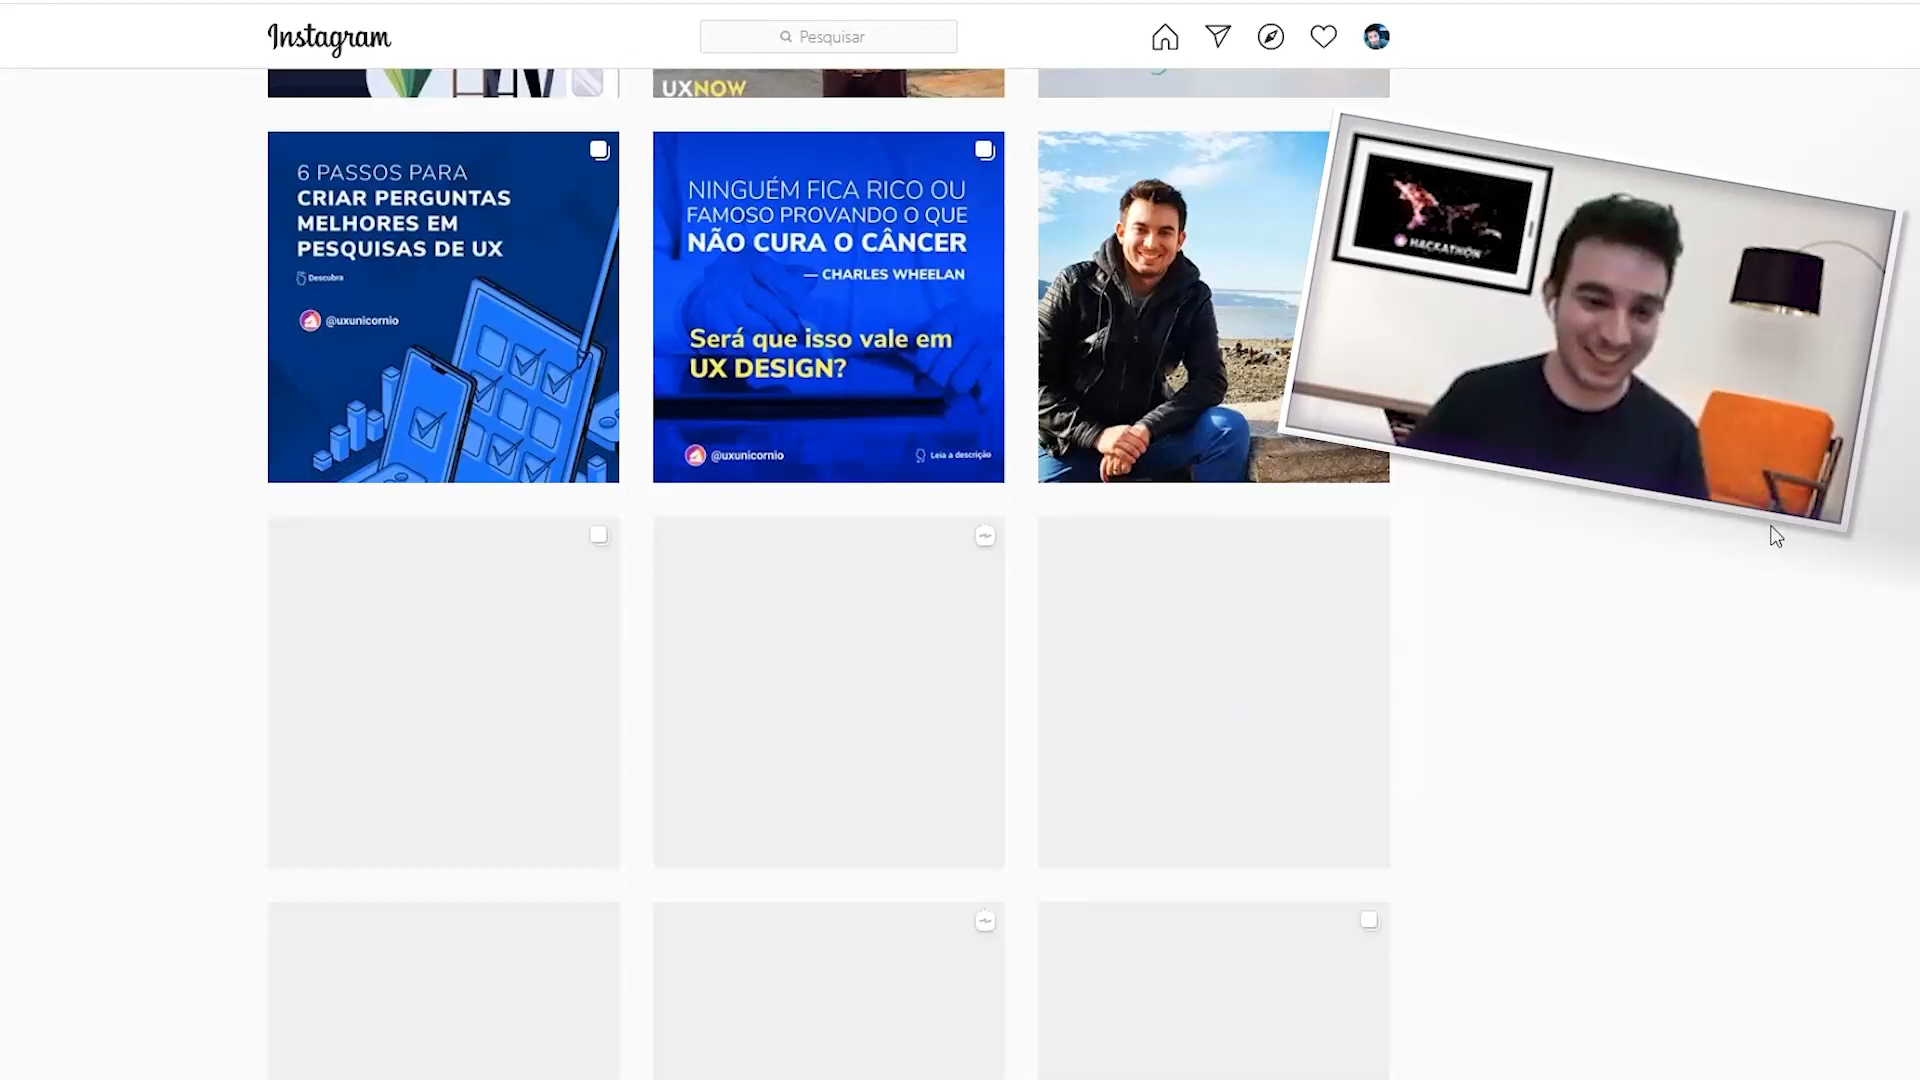 Instagram
Pesquisar
UXNOW
6 PASSOS PARA
CRIAR PERGUNTAS
MELHORES EM
PESQUISAS DE UX
Descubra
@uxunicornio
NINGUÉM FICA RICO OU
FAMOSO PROVANDO O QUE
NÃO CURA O CÂNCER
— CHARLES WHEELAN
Será que isso vale em
UX DESIGN?
@uxunicornio
Leia a descrição
HACKATHON